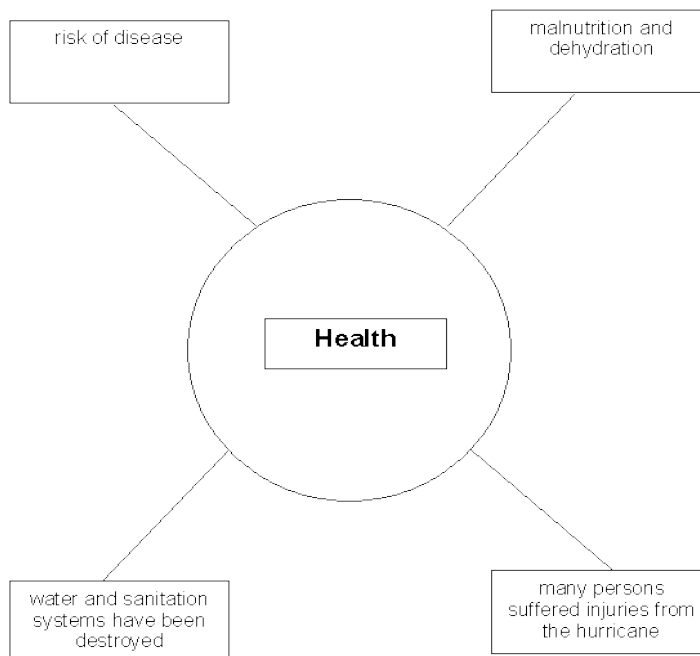 risk of disease
malnutrition and
dehydration
Health
water and sanitation
systems have been
destroyed
many persons
suffered injuries from
the hurricane